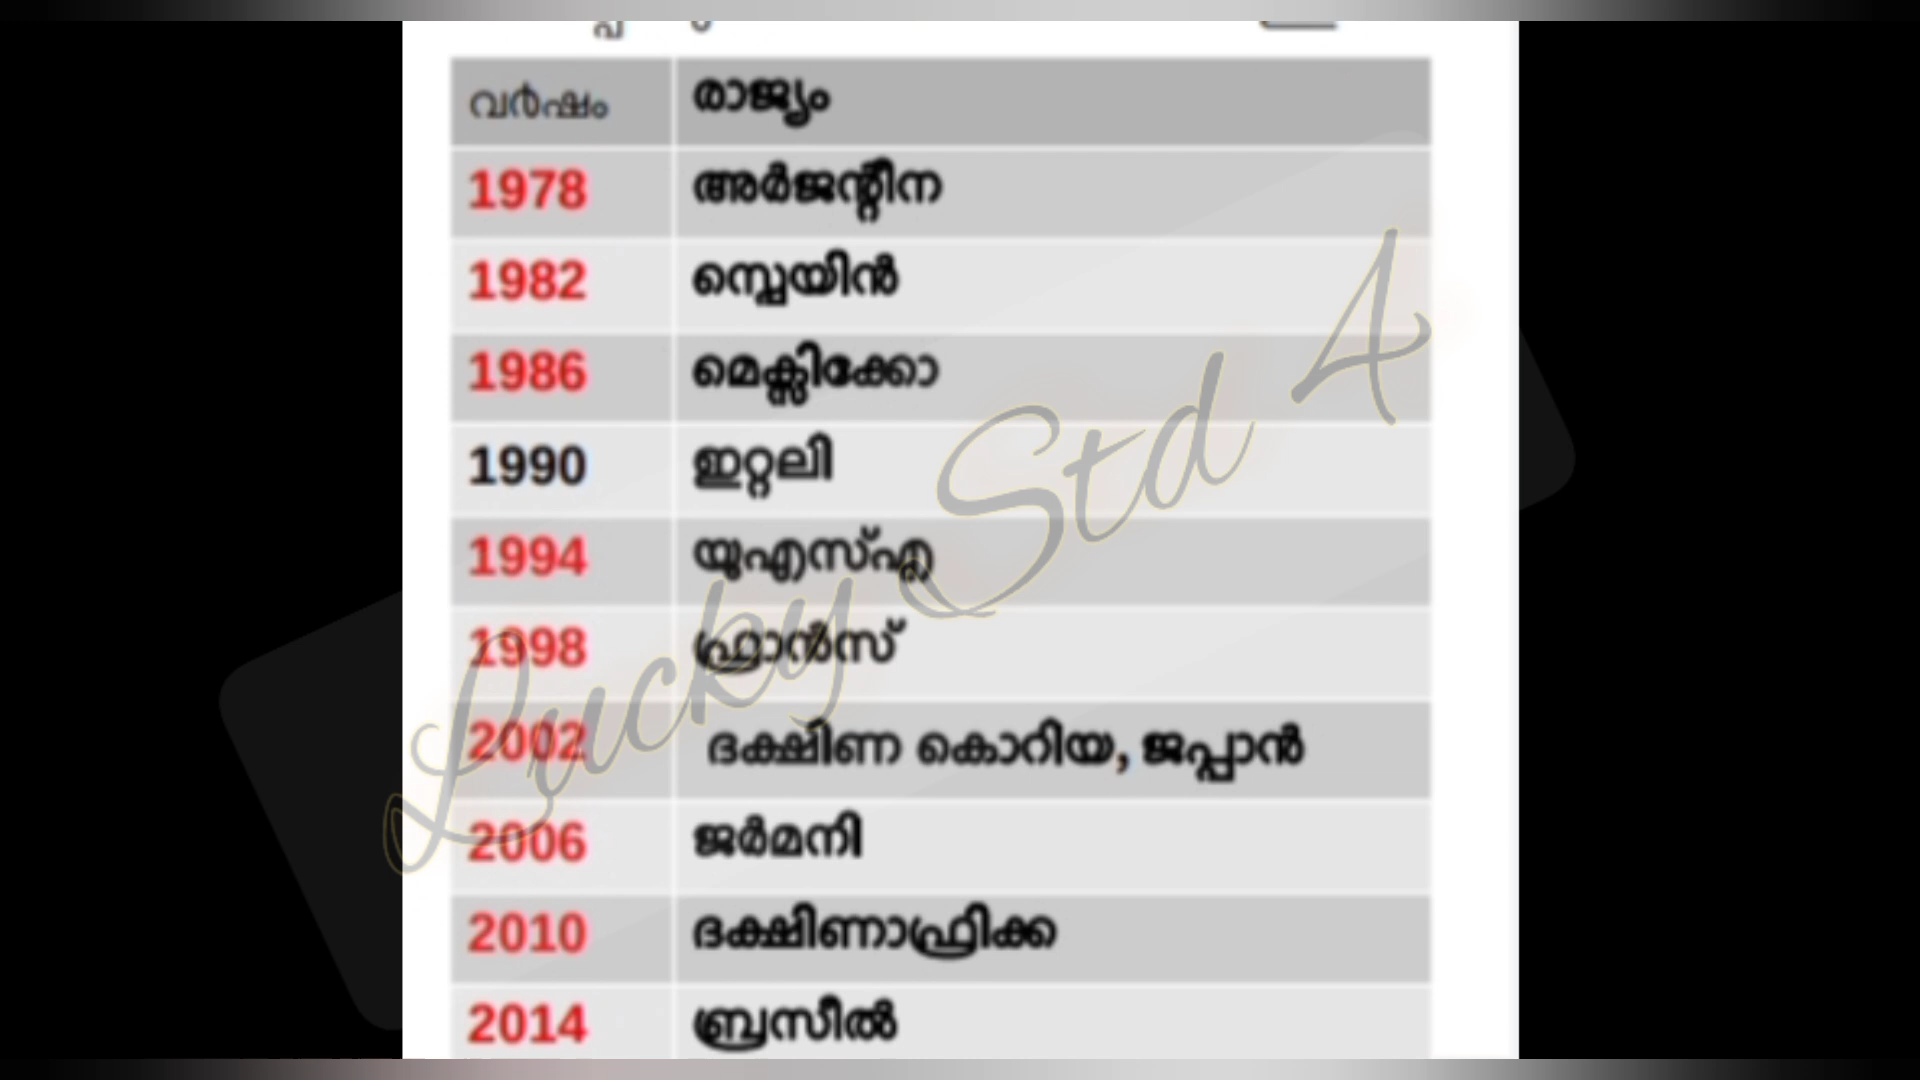 വർഷം രാജ്യം
1978 അർജന്റീന
1982 സ്പെയിൻ
1986 മെക്സിക്കോ
1990 ഇറ്റലി
1994 യുഎസ്എ
1998 ഫ്രാൻസ്
2002 ദക്ഷിണ കൊറിയ, ജപ്പാൻ
2006 ജർമനി
2010 ദക്ഷിണാഫ്രിക്ക
2014 ബ്രസീൽ
Lucky Std 4